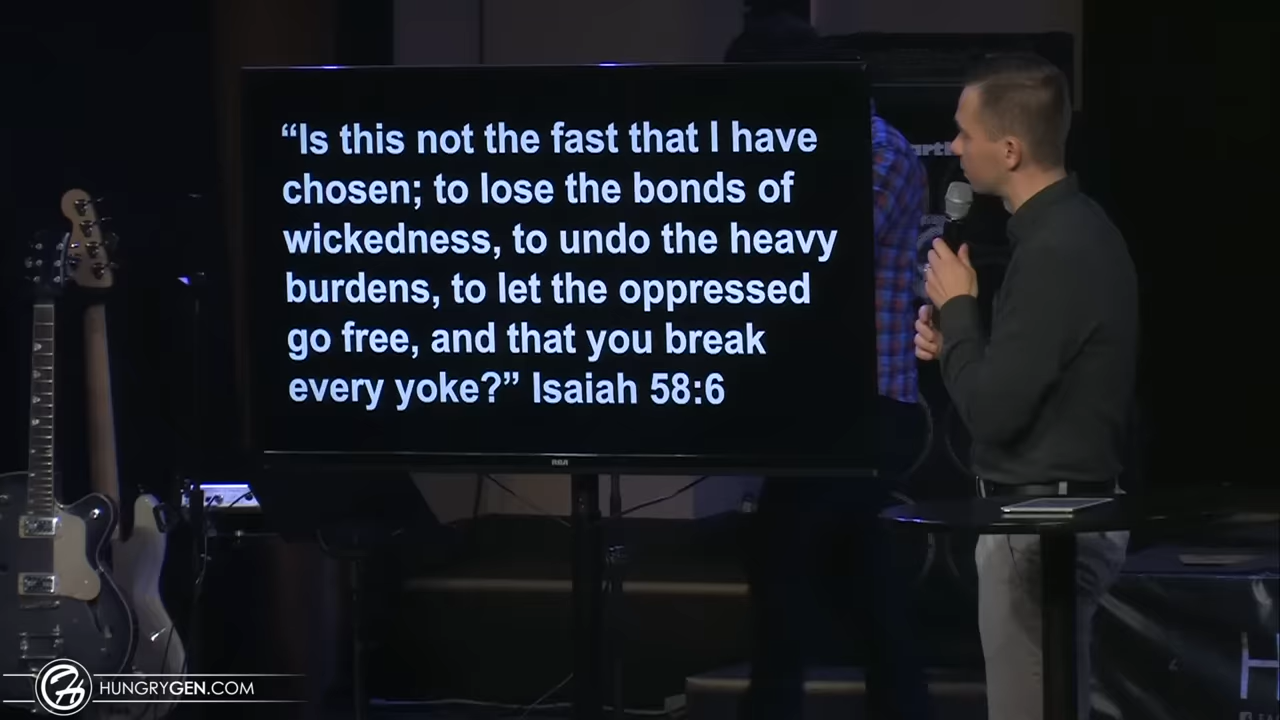 “Is this not the fast that I have
chosen; to lose the bonds of
wickedness, to undo the heavy
burdens, to let the oppressed
go free, and that you break
every yoke?” Isaiah 58:6
RCA
HUNGRYGEN.COM